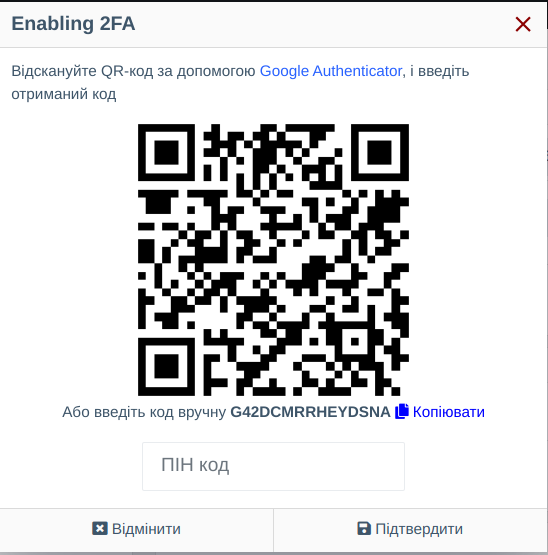 Enabling 2FA
Відскануйте QR-код за допомогою Google Authenticator, і введіть
отриманий код
Або введіть код вручну G42DCMRRHEYDSNA Копіювати
ПІН код
Відмінити
Підтвердити